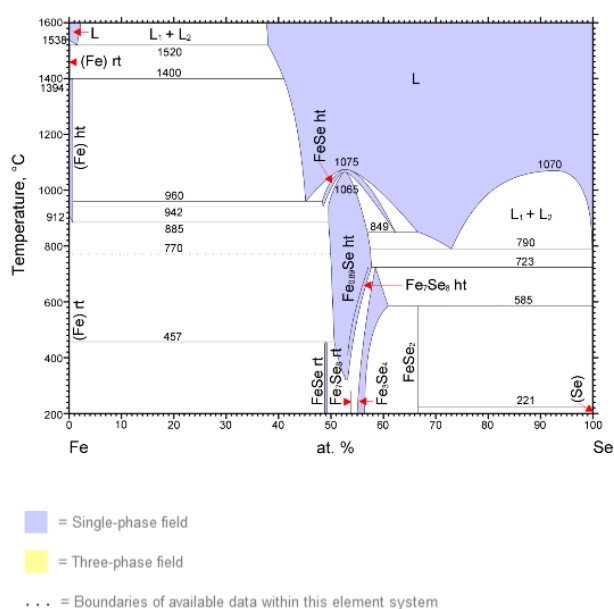 1600
1538
1400
1394
1200
1000
912
800
600
400
200
Temperature, °C
L
L₁ + L₂
(Fe) rt
1520
1400
(Fe) ht
L
FeSe ht
1075
1065
1070
960
942
885
849
L₁ + L₂
790
770
723
Fe₀.₈₉Se ht
Fe₇Se₈ ht
585
(Fe) rt
457
FeSe rt
Fe₇Se₈ rt
Fe₃Se₄
FeSe₂
221
(Se)
0 10 20 30 40 50 60 70 80 90 100
Fe at. % Se
= Single-phase field
= Three-phase field
. . . = Boundaries of available data within this element system